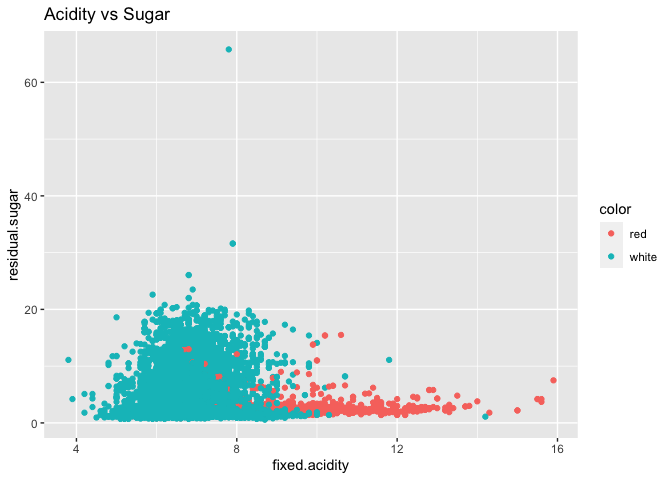 Acidity vs Sugar
60
40
20
0
residual.sugar
4
8
12
16
fixed.acidity
color
red
white